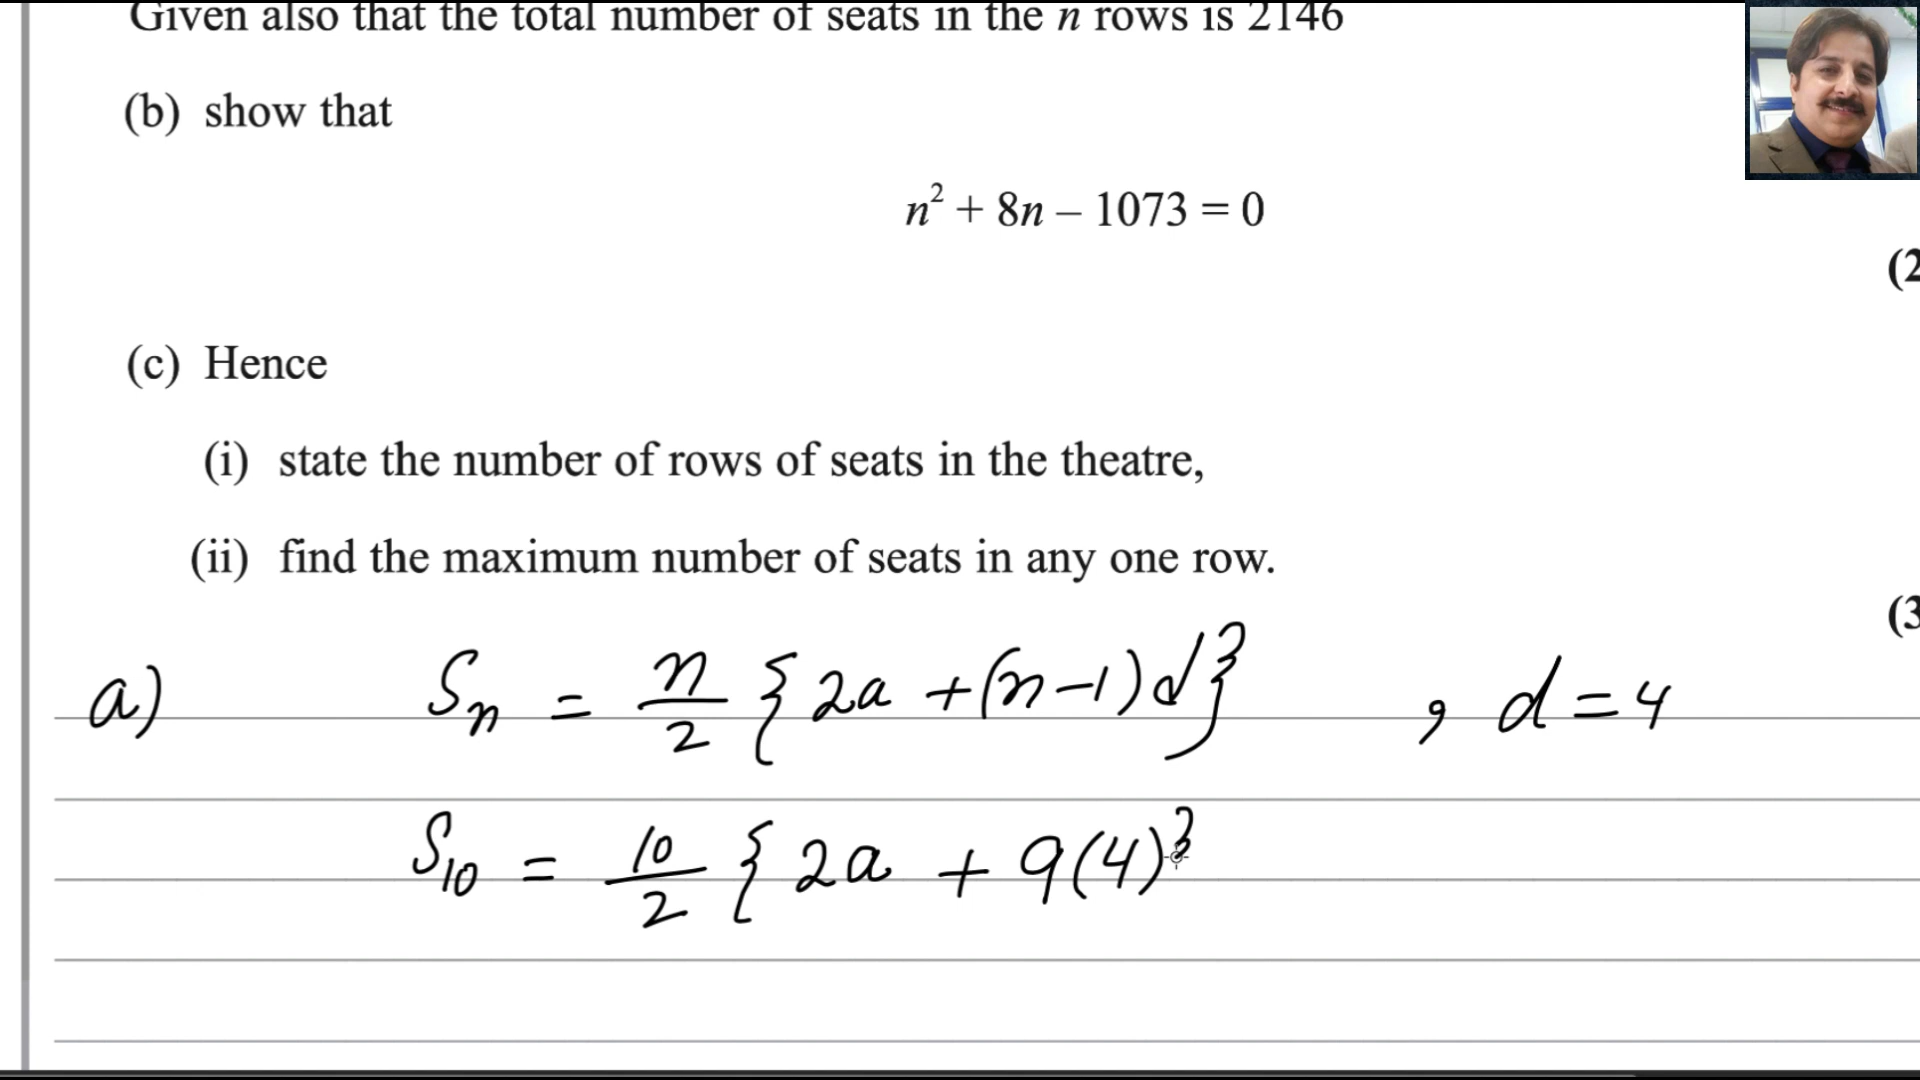 Given also that the total number of seats in the n rows is 2146
(b) show that
n² + 8n – 1073 = 0
(2
(c) Hence
(i) state the number of rows of seats in the theatre,
(ii) find the maximum number of seats in any one row.
(3
a) Sn = n/2 {2a + (n-1)d} , d = 4
S10 = 10/2 {2a + 9(4)}